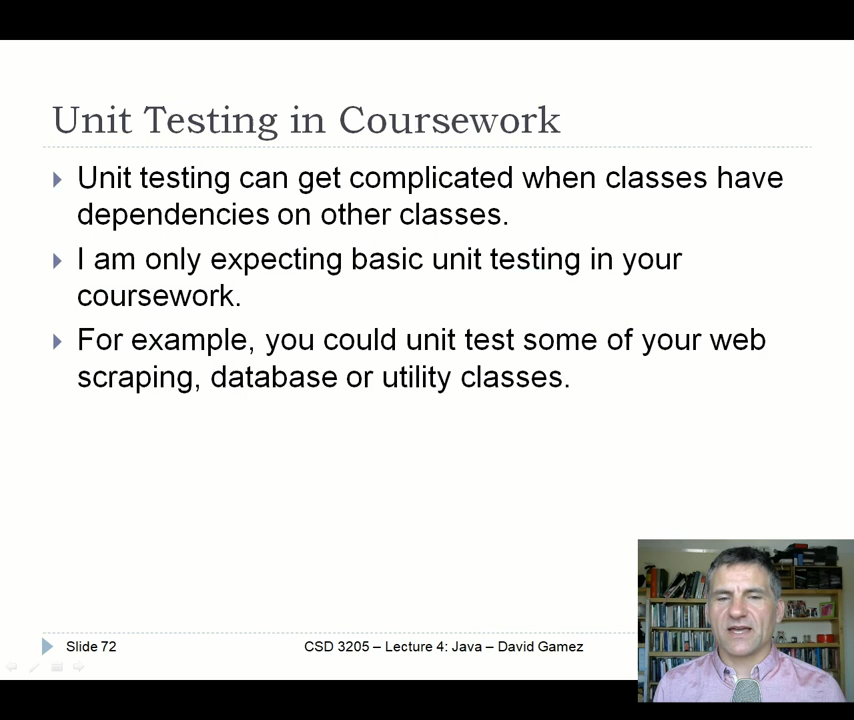 Unit Testing in Coursework
Unit testing can get complicated when classes have
dependencies on other classes.
I am only expecting basic unit testing in your
coursework.
For example, you could unit test some of your web
scraping, database or utility classes.
Slide 72
CSD 3205 – Lecture 4: Java – David Gamez